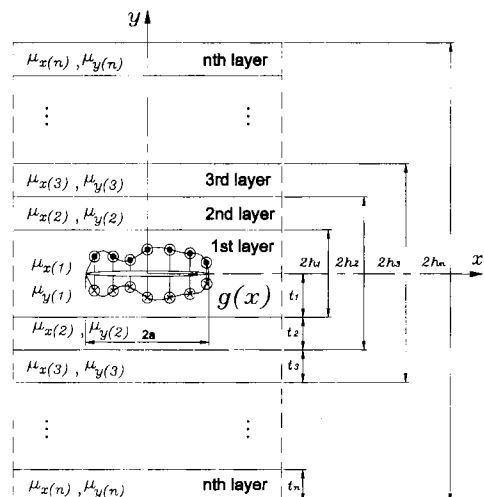 y
μx(n) , μy(n) nth layer
⋮ ⋮
μx(3) , μy(3) 3rd layer
μx(2) , μy(2) 2nd layer
1st layer
μx(1) 2h1 2h2 2h3 2hn x
μy(1) g(x) t1
μx(2) , μy(2) t2
2a
μx(3) , μy(3) t3
⋮ ⋮
μx(n) , μy(n) nth layer tn